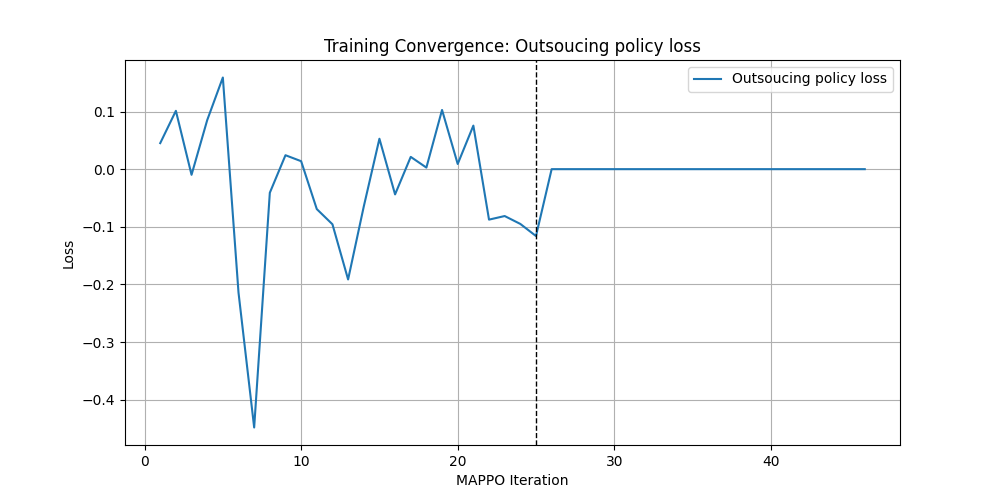 Training Convergence: Outsoucing policy loss
Outsoucing policy loss
0.1
0.0
−0.1
−0.2
−0.3
−0.4
Loss
0
10
20
30
40
MAPPO Iteration